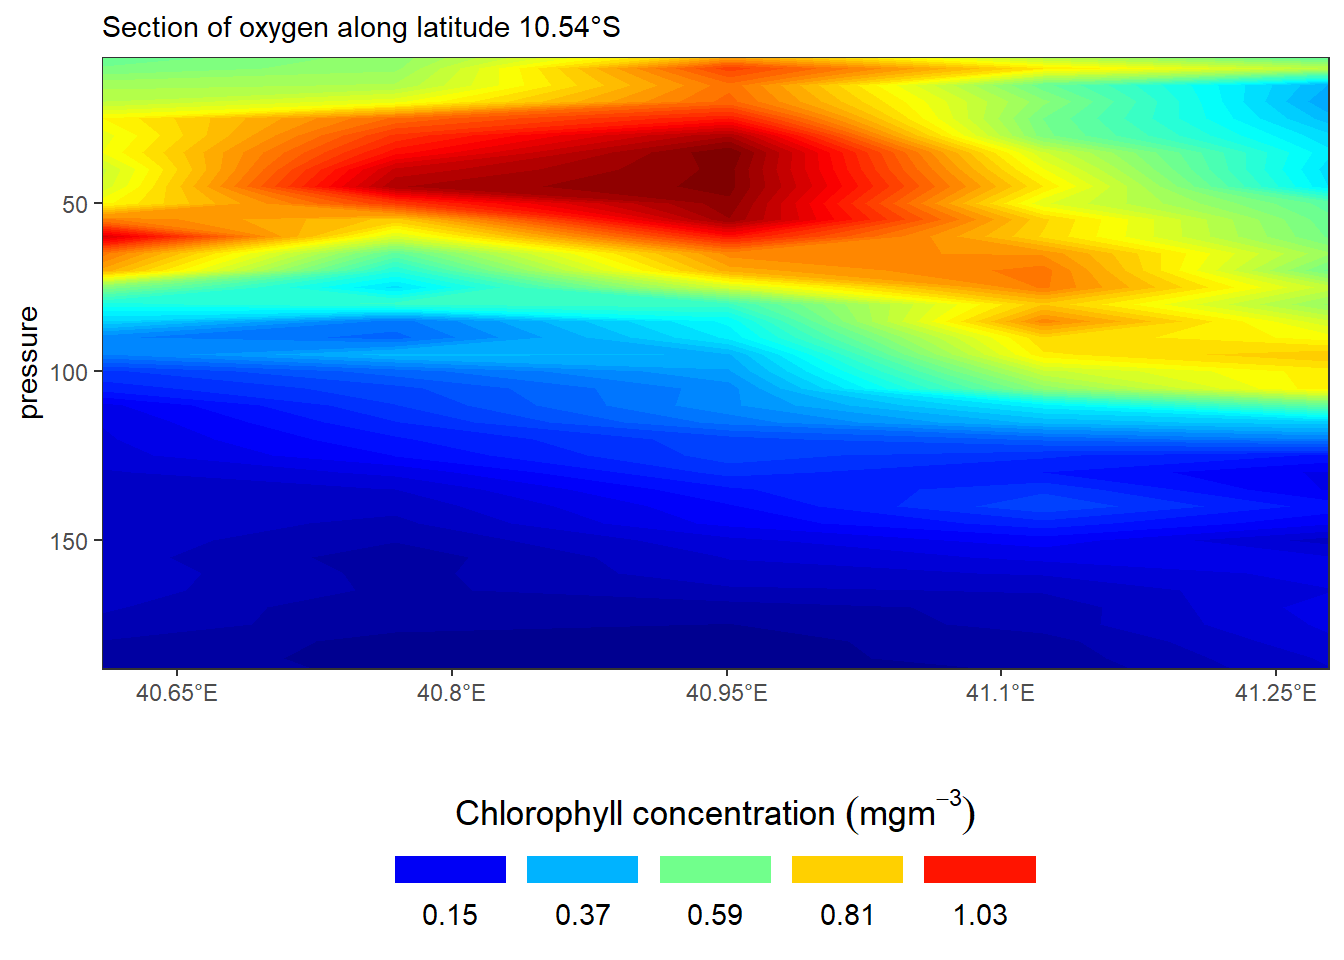 Section of oxygen along latitude 10.54°S
pressure
50
100
150
40.65°E 40.8°E 40.95°E 41.1°E 41.25°E
Chlorophyll concentration (mgm⁻³)
0.15 0.37 0.59 0.81 1.03